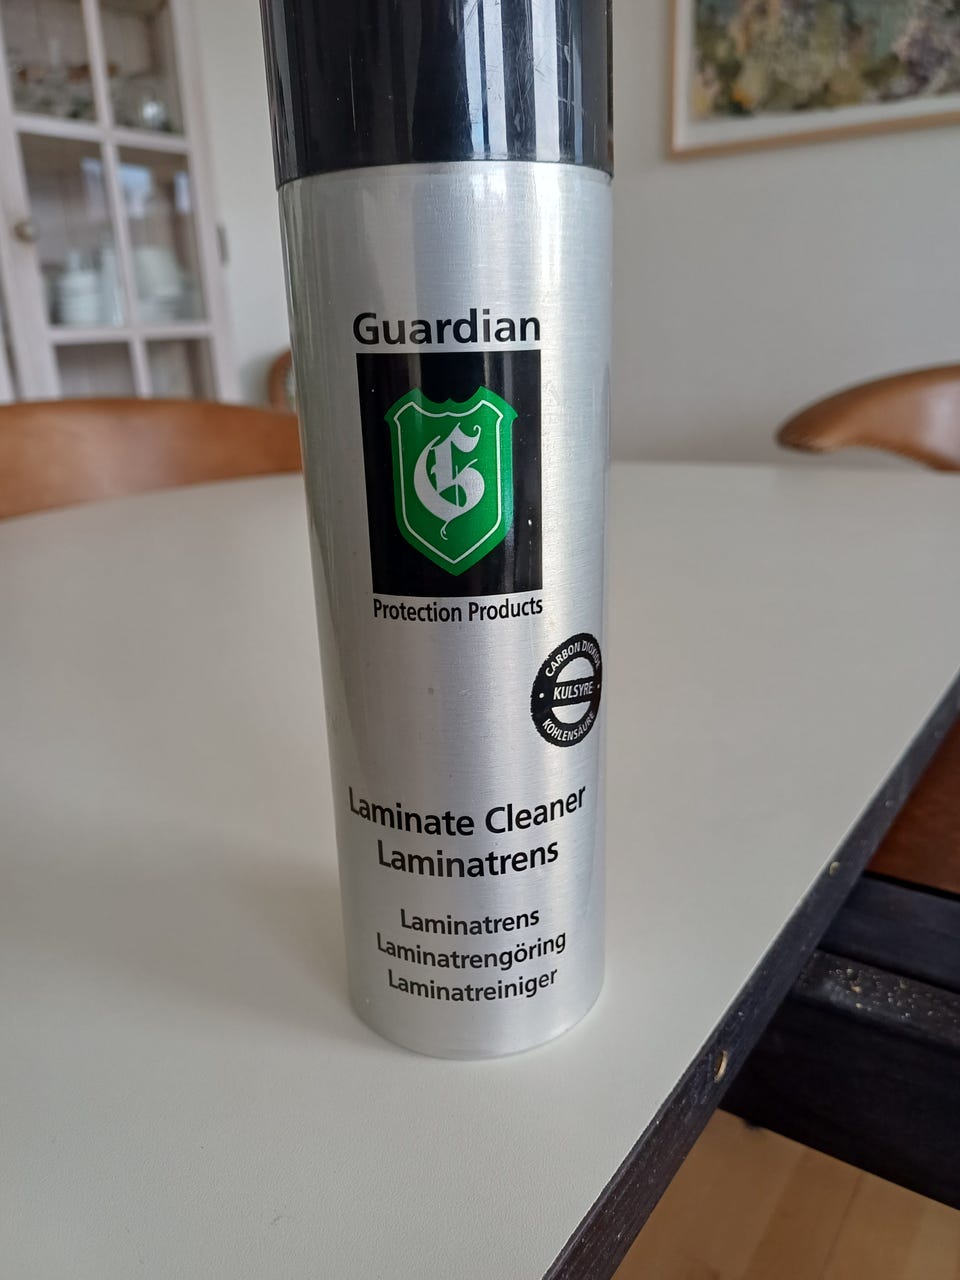 Guardian
G
Protection Products
CARBON DIOXIDE
KULSYRE
KOHLENSÄURE
Laminate Cleaner
Laminatrens
Laminatrens
Laminatrengöring
Laminatreiniger